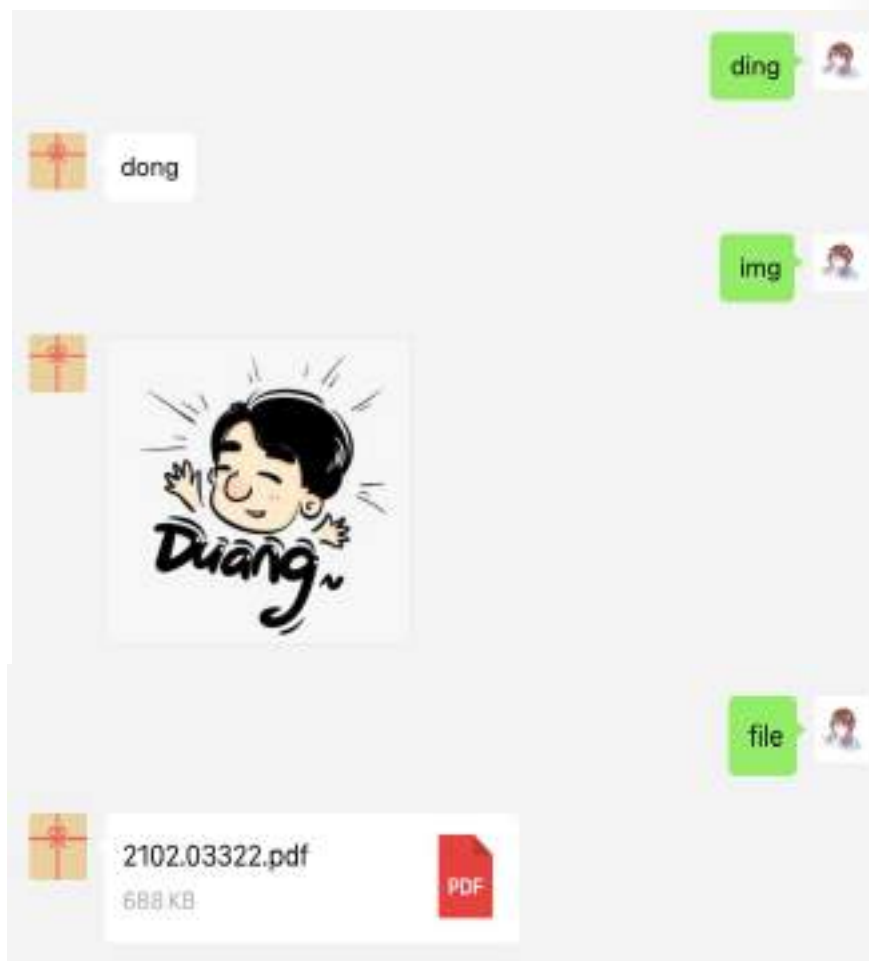 ding
dong
img
Duang~
file
2102.03322.pdf
688 KB
PDF